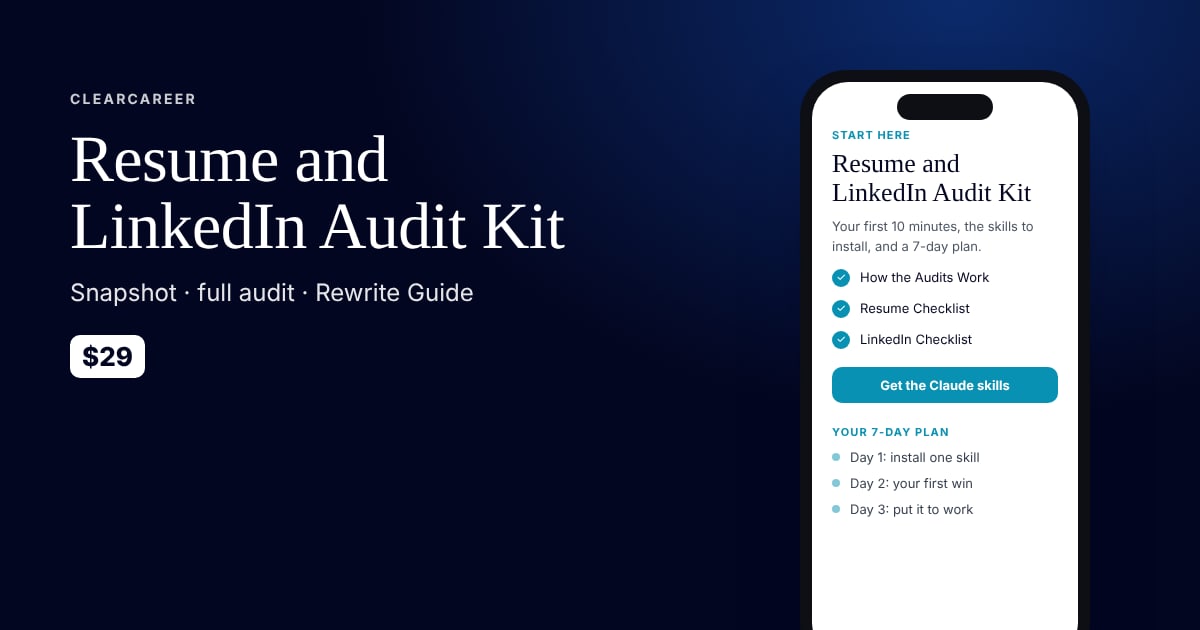 CLEARCAREER
Resume and
LinkedIn Audit Kit
Snapshot · full audit · Rewrite Guide
$29
START HERE
Resume and
LinkedIn Audit Kit
Your first 10 minutes, the skills to
install, and a 7-day plan.
How the Audits Work
Resume Checklist
LinkedIn Checklist
Get the Claude skills
YOUR 7-DAY PLAN
Day 1: install one skill
Day 2: your first win
Day 3: put it to work